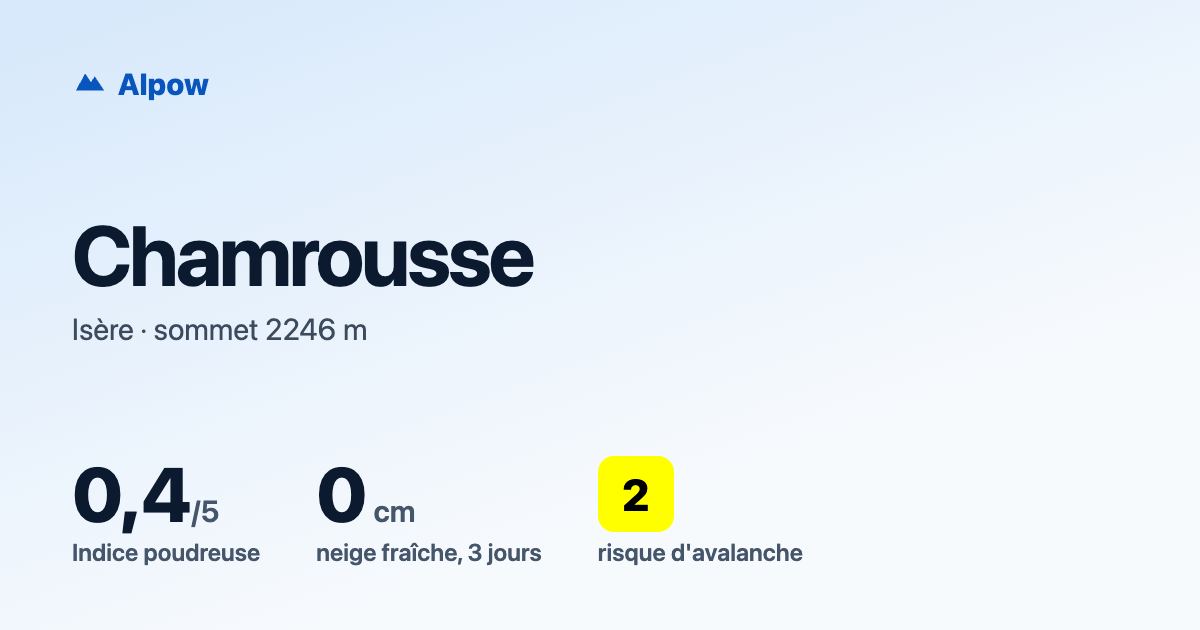 Alpow
Chamrousse
Isère · sommet 2246 m
0,4/5
Indice poudreuse
0 cm
neige fraîche, 3 jours
2
risque d'avalanche